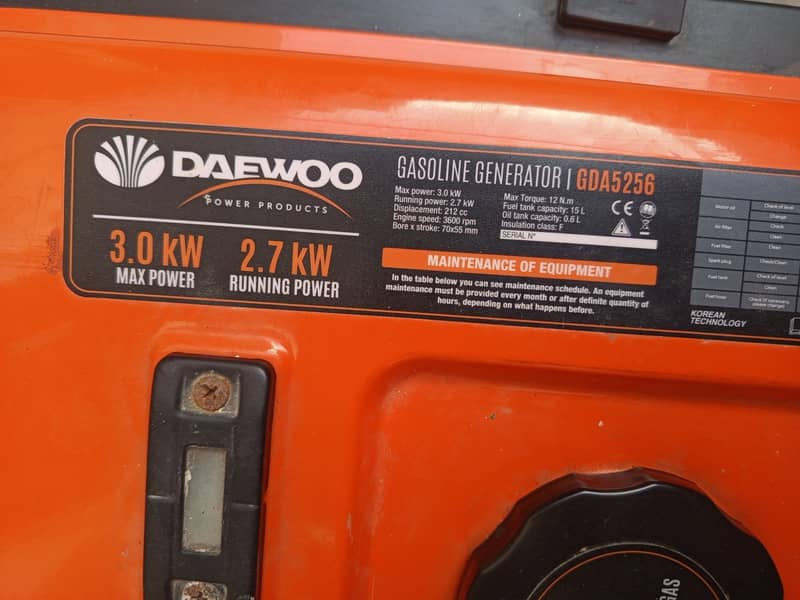 DAEWOO
POWER PRODUCTS
3.0 kW
MAX POWER
2.7 kW
RUNNING POWER
GASOLINE GENERATOR | GDA5256
Max power: 3.0 kW
Running power: 2.7 kW
Displacement: 212 cc
Engine speed: 3600 rpm
Bore x stroke: 70x55 mm
Max Torque: 12 N.m
Fuel tank capacity: 15 L
Oil tank capacity: 0.6 L
Insulation class: F
SERIAL N°
CE
MAINTENANCE OF EQUIPMENT
In the table below you can see maintenance schedule. An equipment
maintenance must be provided every month or after definite quantity of
hours, depending on what happens before.
Motor oil
Check of level
Change
Air filter
Check
Clean
Fuel filter
Clean
Spark plug
Check/Clean
Fuel tank
Check of level
Clean
Fuel hose
KOREAN
TECHNOLOGY
GAS